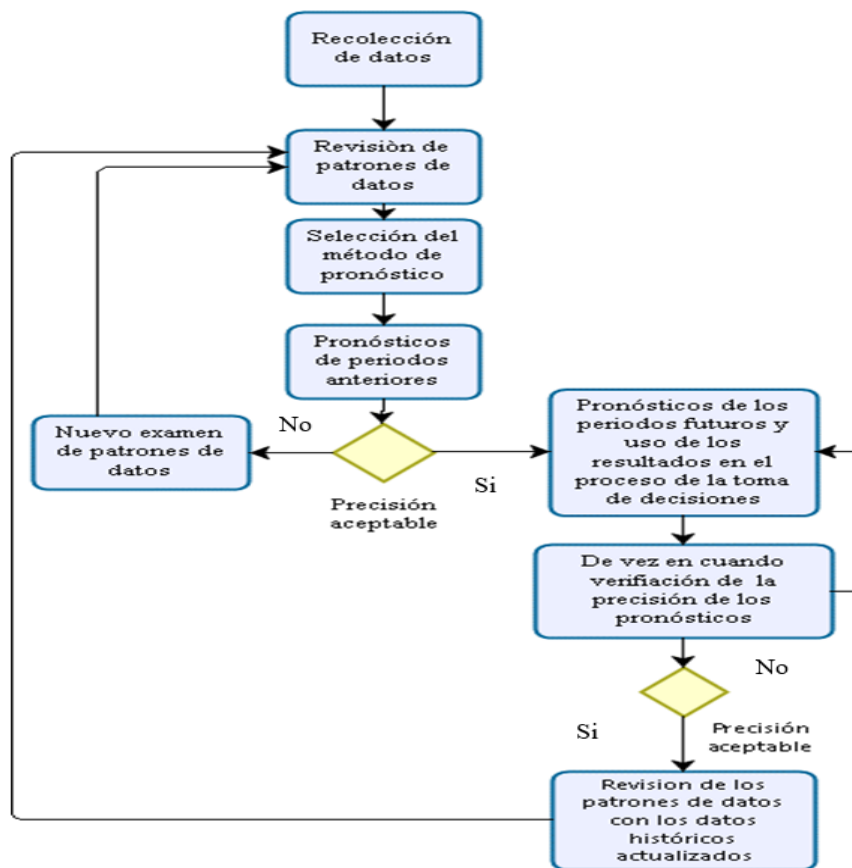 Recolección
de datos
Revisiòn de
patrones de
datos
Selección del
método de
pronóstico
Pronósticos
de periodos
anteriores
No
Nuevo examen
de patrones de
datos
Si
Precisión
aceptable
Pronósticos de los
periodos futuros y
uso de los
resultados en el
proceso de la toma
de decisiones
De vez en cuando
verifiación de la
precisión de los
pronósticos
No
Si
Precisión
aceptable
Revision de los
patrones de datos
con los datos
históricos
actualizados